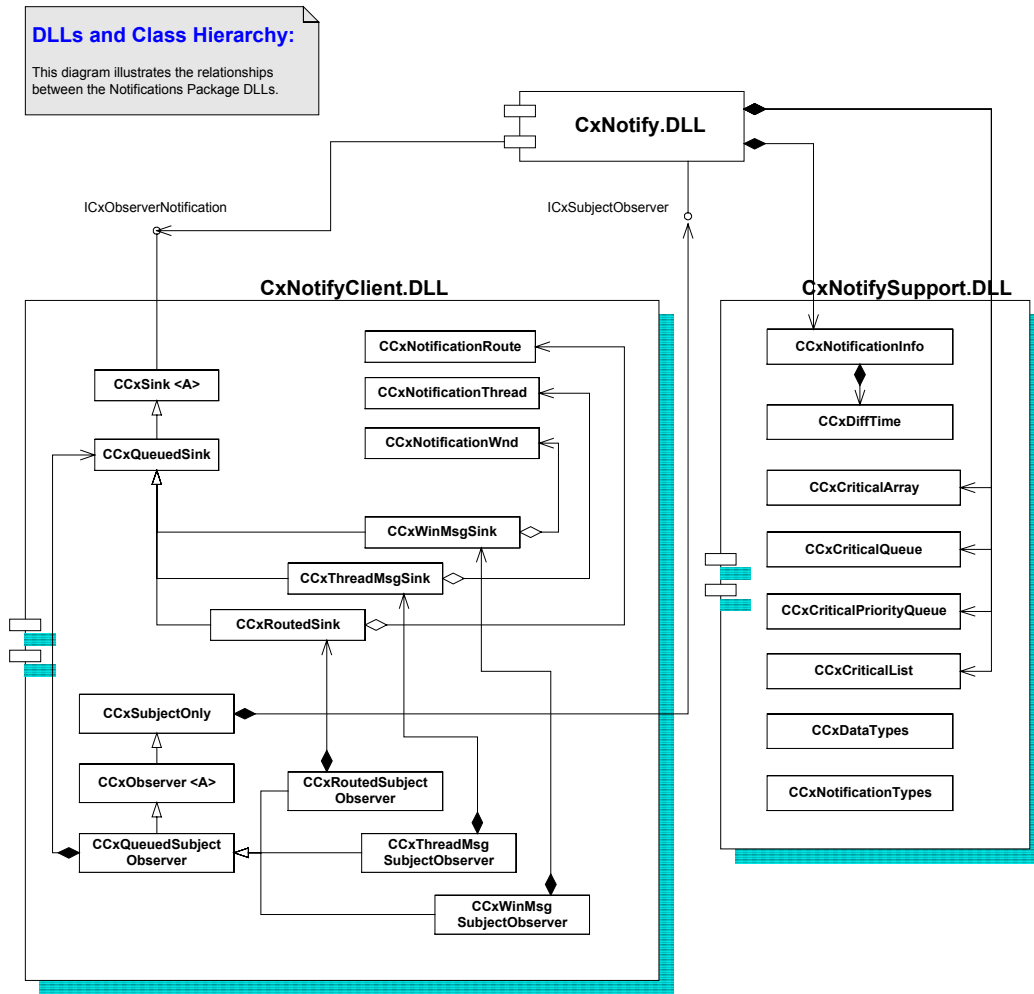 DLLs and Class Hierarchy:
This diagram illustrates the relationships
between the Notifications Package DLLs.
CxNotify.DLL
ICxObserverNotification
ICxSubjectObserver
CxNotifyClient.DLL
CCxNotificationRoute
CCxSink <A>
CCxNotificationThread
CCxNotificationWnd
CCxQueuedSink
CCxWinMsgSink
CCxThreadMsgSink
CCxRoutedSink
CCxSubjectOnly
CCxObserver <A>
CCxRoutedSubject
Observer
CCxQueuedSubject
Observer
CCxThreadMsg
SubjectObserver
CCxWinMsg
SubjectObserver
CxNotifySupport.DLL
CCxNotificationInfo
CCxDiffTime
CCxCriticalArray
CCxCriticalQueue
CCxCriticalPriorityQueue
CCxCriticalList
CCxDataTypes
CCxNotificationTypes